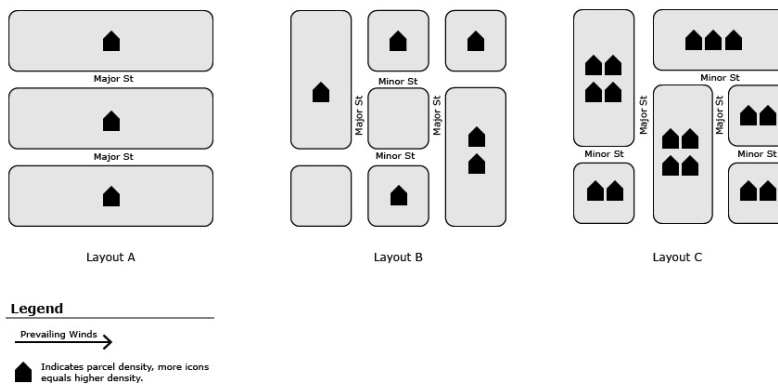 Major St
Major St
Layout A
Minor St
Major St
Major St
Minor St
Layout B
Minor St
Major St
Major St
Minor St
Minor St
Layout C
Legend
Prevailing Winds
Indicates parcel density, more icons
equals higher density.